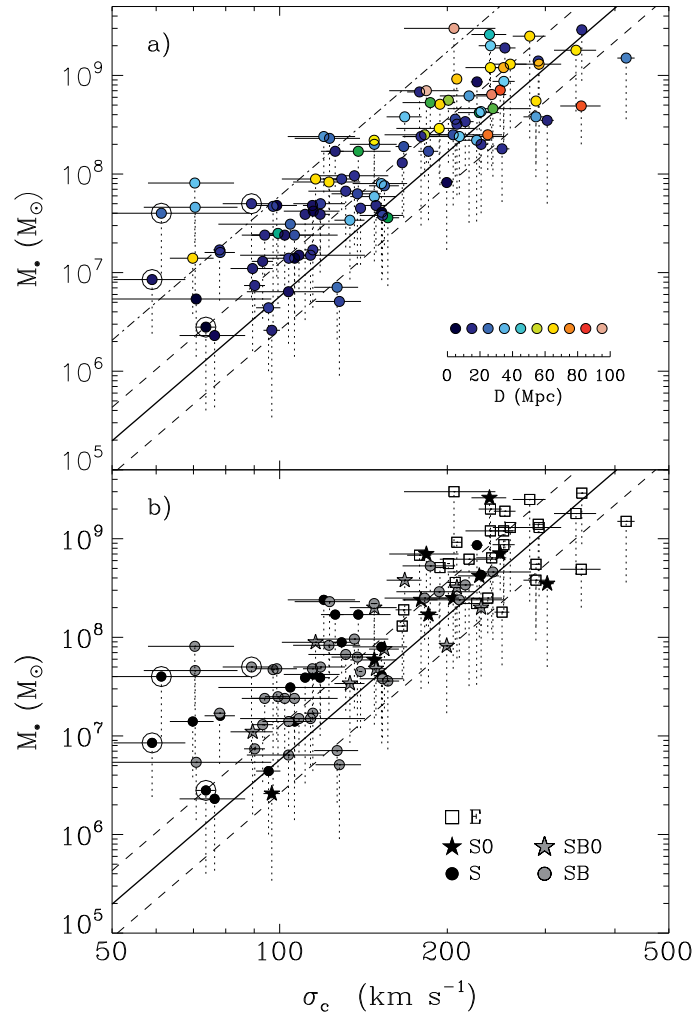 a)
10⁹
10⁸
10⁷
10⁶
10⁵
M• (M⊙)
0 20 40 60 80 100
D (Mpc)
b)
10⁹
10⁸
10⁷
10⁶
10⁵
M• (M⊙)
E
S0 SB0
S SB
50 100 200 500
σc (km s⁻¹)